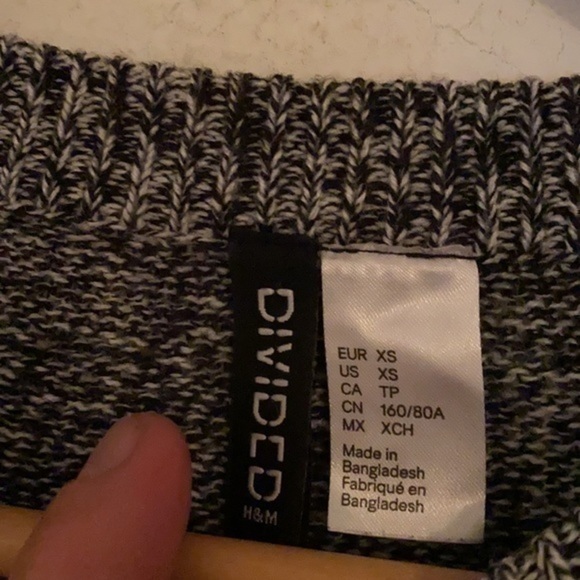 DIVIDED
H&M
EUR XS
US XS
CA TP
CN 160/80A
MX XCH
Made in
Bangladesh
Fabriqué en
Bangladesh